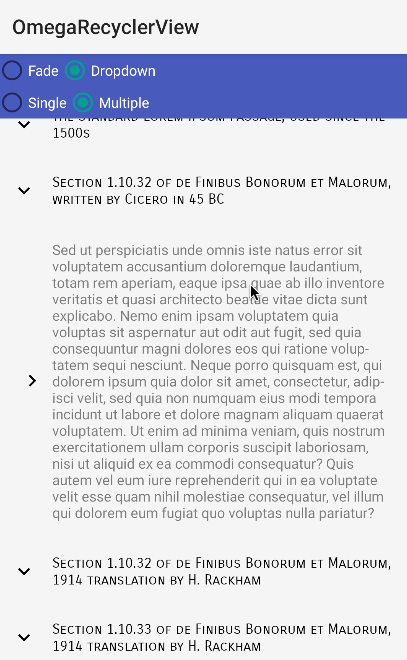 OmegaRecyclerView
Fade Dropdown
Single Multiple
The standard Lorem Ipsum passage, used since the
1500s
Section 1.10.32 of de Finibus Bonorum et Malorum,
written by Cicero in 45 BC
Sed ut perspiciatis unde omnis iste natus error sit
voluptatem accusantium doloremque laudantium,
totam rem aperiam, eaque ipsa quae ab illo inventore
veritatis et quasi architecto beatae vitae dicta sunt
explicabo. Nemo enim ipsam voluptatem quia
voluptas sit aspernatur aut odit aut fugit, sed quia
consequuntur magni dolores eos qui ratione volup-
tatem sequi nesciunt. Neque porro quisquam est, qui
dolorem ipsum quia dolor sit amet, consectetur, adip-
isci velit, sed quia non numquam eius modi tempora
incidunt ut labore et dolore magnam aliquam quaerat
voluptatem. Ut enim ad minima veniam, quis nostrum
exercitationem ullam corporis suscipit laboriosam,
nisi ut aliquid ex ea commodi consequatur? Quis
autem vel eum iure reprehenderit qui in ea voluptate
velit esse quam nihil molestiae consequatur, vel illum
qui dolorem eum fugiat quo voluptas nulla pariatur?
Section 1.10.32 of de Finibus Bonorum et Malorum,
1914 translation by H. Rackham
Section 1.10.33 of de Finibus Bonorum et Malorum,
1914 translation by H. Rackham